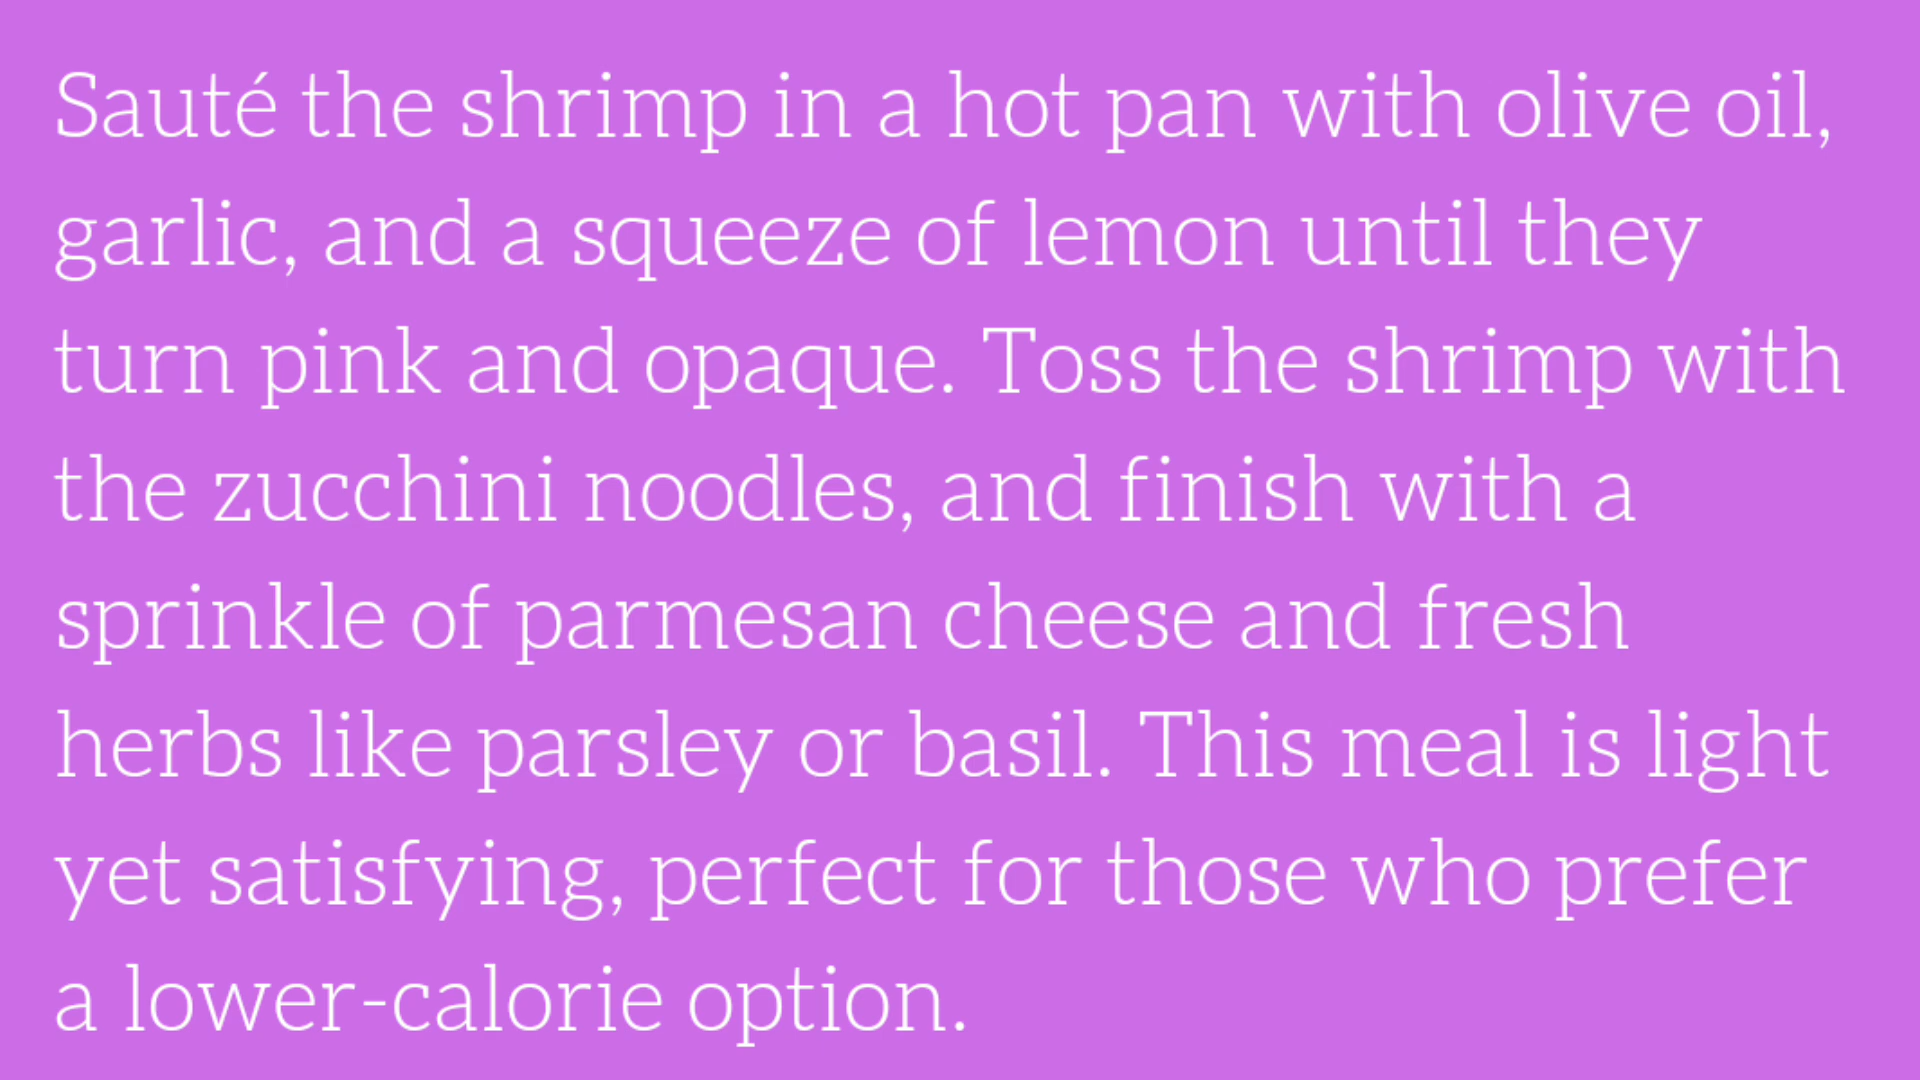 Sauté the shrimp in a hot pan with olive oil,
garlic, and a squeeze of lemon until they
turn pink and opaque. Toss the shrimp with
the zucchini noodles, and finish with a
sprinkle of parmesan cheese and fresh
herbs like parsley or basil. This meal is light
yet satisfying, perfect for those who prefer
a lower-calorie option.